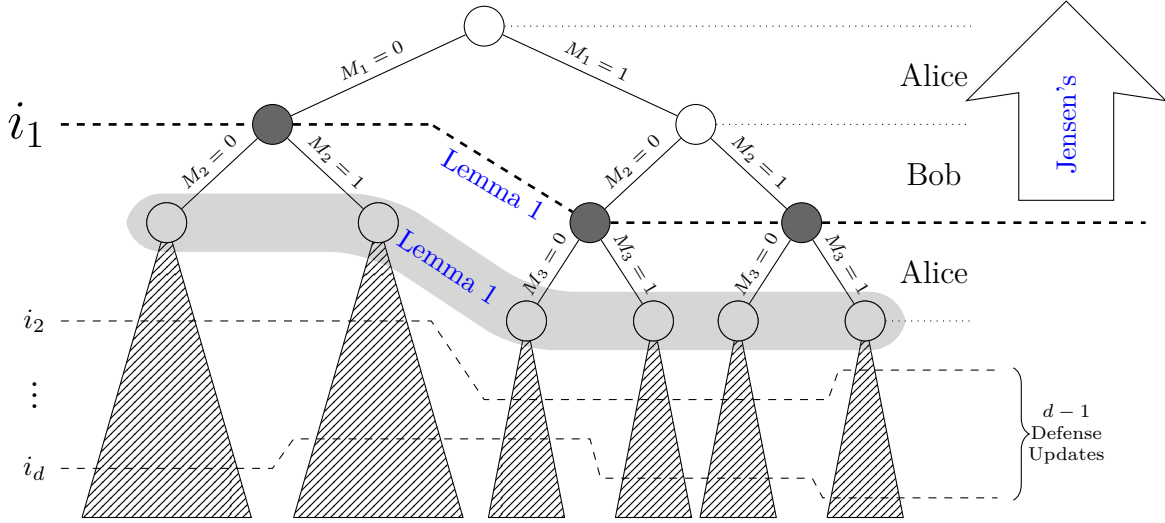 M₁ = 0
M₁ = 1
Alice
Jensen's
i₁
M₂ = 0
M₂ = 1
Lemma 1
M₂ = 0
M₂ = 1
Bob
Lemma 1
M₃ = 0
M₃ = 1
M₃ = 0
M₃ = 1
Alice
i₂
⋮
i_d
d − 1
Defense
Updates